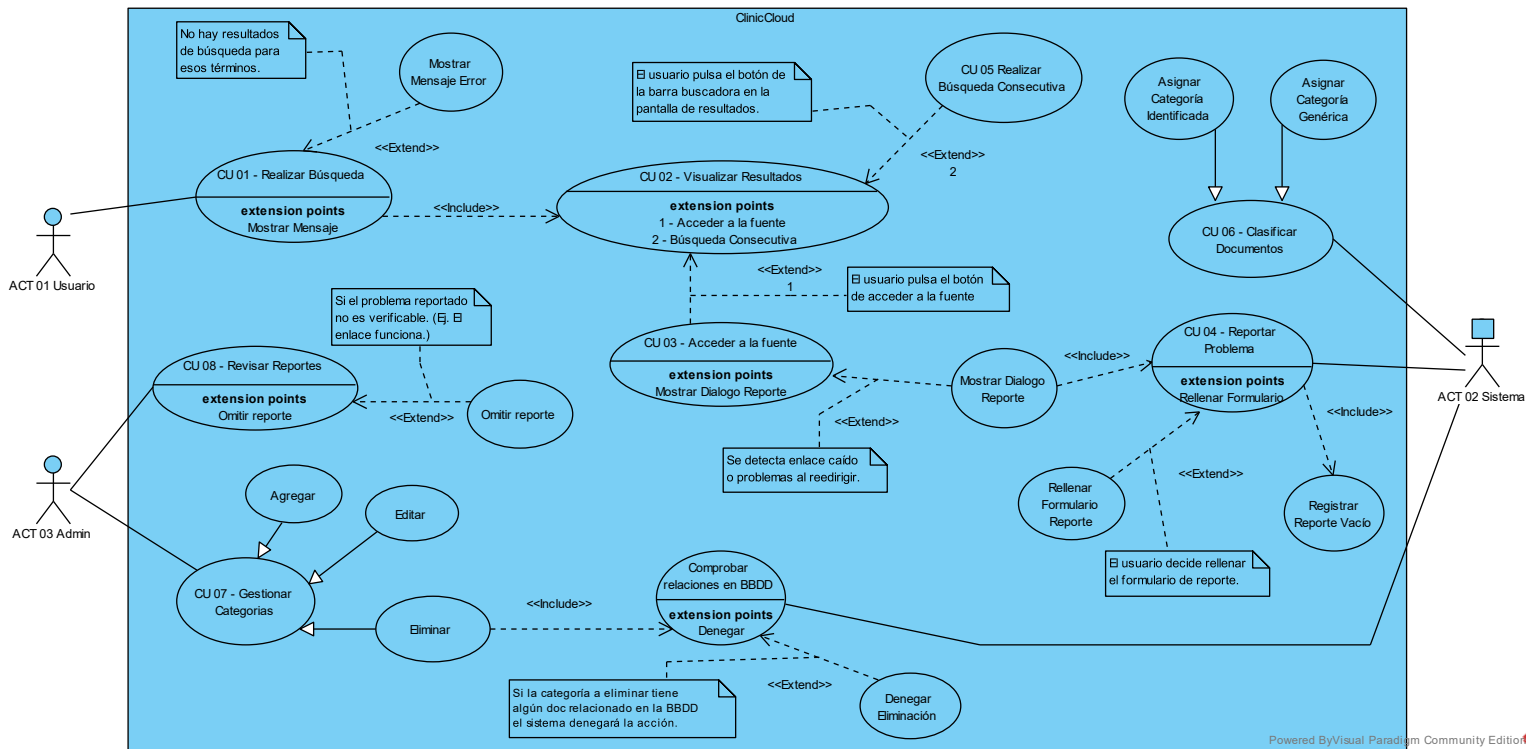 ClinicCloud
No hay resultados
de búsqueda para
esos términos.
Mostrar
Mensaje Error
<<Extend>>
El usuario pulsa el botón de
la barra buscadora en la
pantalla de resultados.
CU 05 Realizar
Búsqueda Consecutiva
<<Extend>>
2
Asignar
Categoría
Identificada
Asignar
Categoría
Genérica
CU 01 - Realizar Búsqueda
extension points
Mostrar Mensaje
<<Include>>
CU 02 - Visualizar Resultados
extension points
1 - Acceder a la fuente
2 - Búsqueda Consecutiva
CU 06 - Clasificar
Documentos
ACT 01 Usuario
<<Extend>>
1
El usuario pulsa el botón
de acceder a la fuente
Si el problema reportado
no es verificable. (Ej. El
enlace funciona.)
CU 03 - Acceder a la fuente
extension points
Mostrar Dialogo Reporte
CU 04 - Reportar
Problema
extension points
Rellenar Formulario
<<Include>>
Mostrar Dialogo
Reporte
ACT 02 Sistema
CU 08 - Revisar Reportes
extension points
Omitir reporte
<<Extend>>
Omitir reporte
<<Extend>>
<<Include>>
Se detecta enlace caído
o problemas al reedirigir.
<<Extend>>
Rellenar
Formulario
Reporte
Registrar
Reporte Vacío
El usuario decide rellenar
el formulario de reporte.
ACT 03 Admin
Agregar
Editar
CU 07 - Gestionar
Categorias
Eliminar
<<Include>>
Comprobar
relaciones en BBDD
extension points
Denegar
Si la categoría a eliminar tiene
algún doc relacionado en la BBDD
el sistema denegará la acción.
<<Extend>>
Denegar
Eliminación
Powered By Visual Paradigm Community Edition